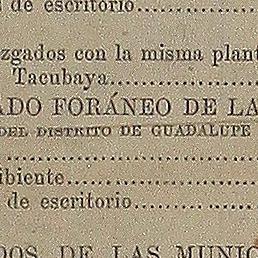 de escritorio
zgados con la misma plant
Tacubaya
ADO FORÁNEO DE LA
DEL DISTRITO DE GUADALUPE
ibiente
de escritorio
DOS DE LAS MUNIC